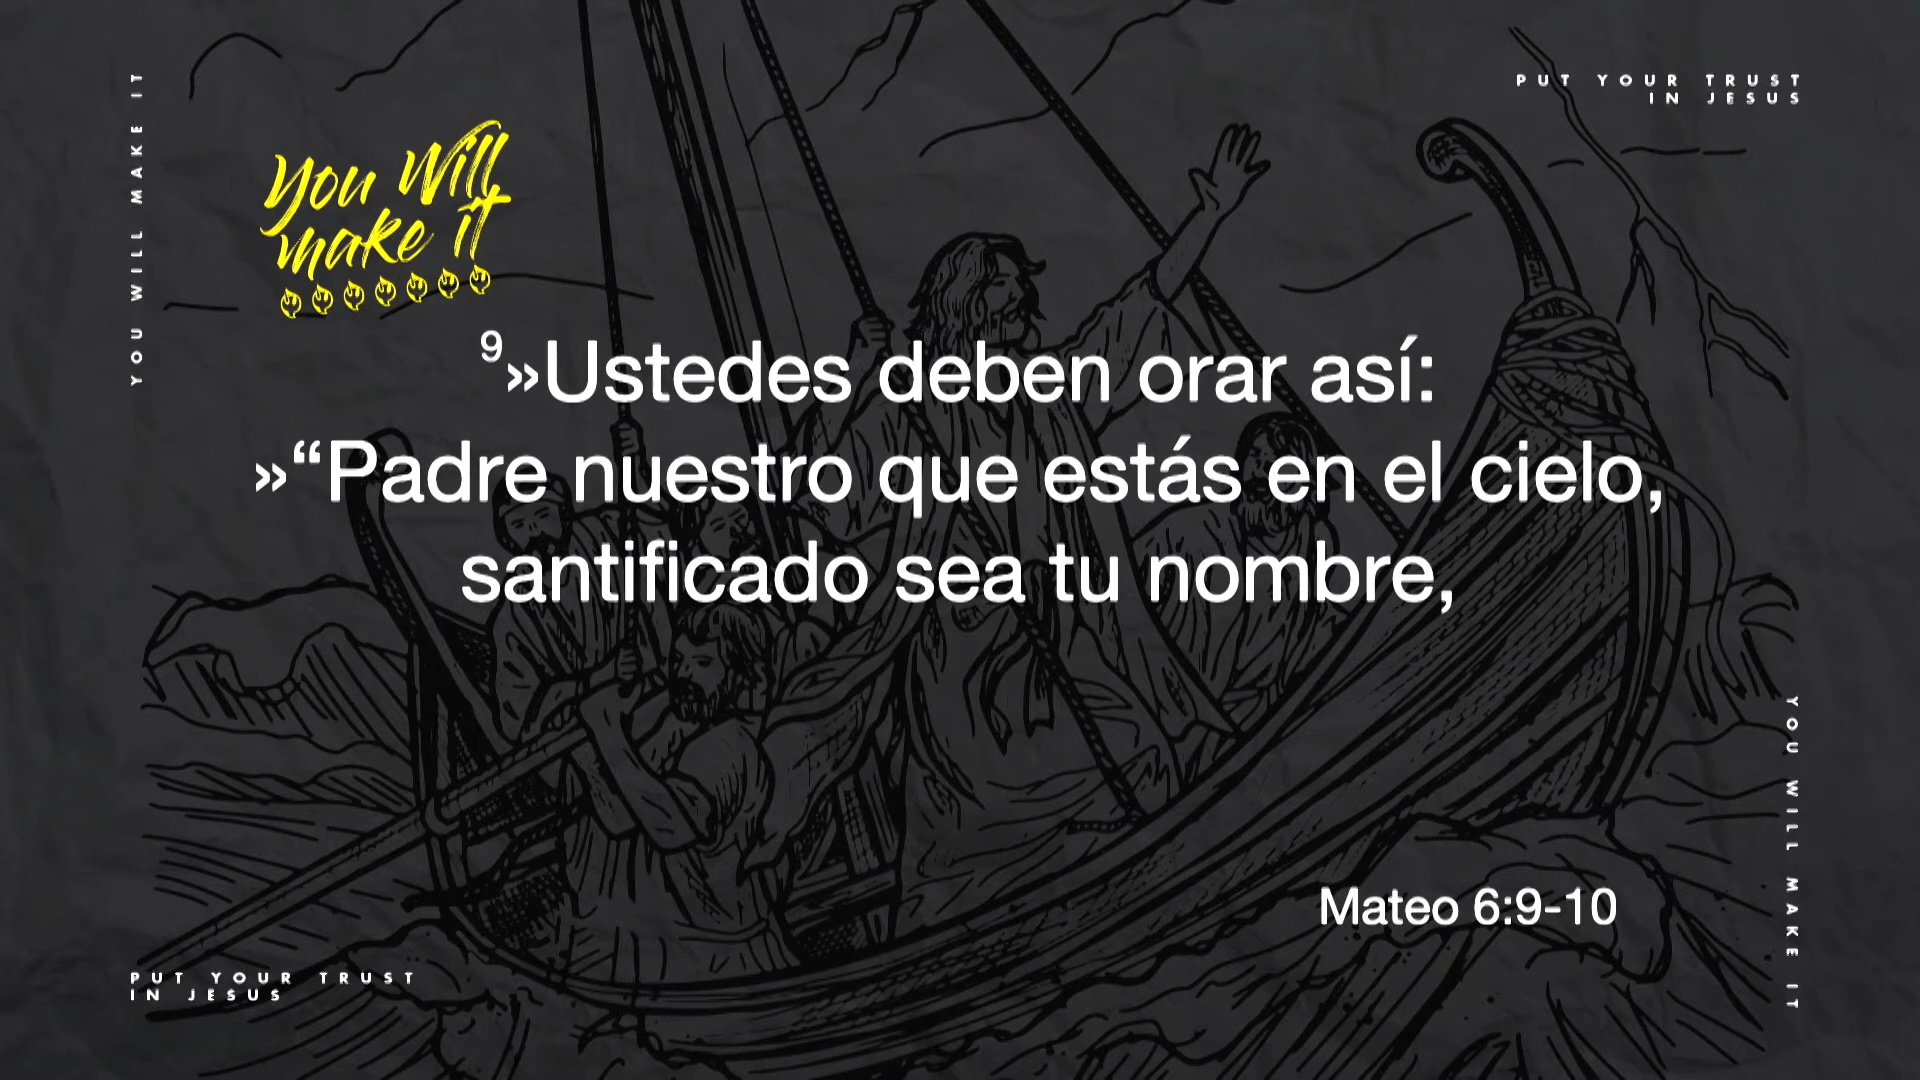 YOU WILL MAKE IT
PUT YOUR TRUST
IN JESUS
You Will
make it
9»Ustedes deben orar así:
»“Padre nuestro que estás en el cielo,
santificado sea tu nombre,
Mateo 6:9-10
YOU WILL MAKE IT
PUT YOUR TRUST
IN JESUS